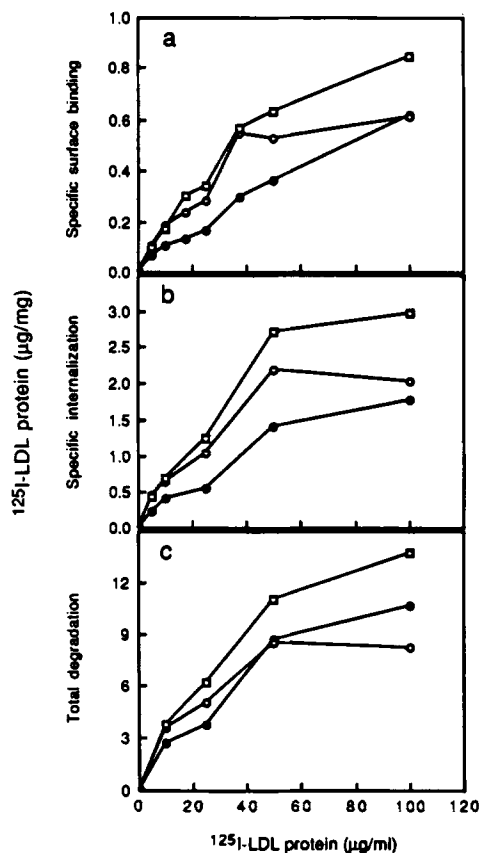 a
1.0
0.8
0.6
0.4
0.2
0.0
Specific surface binding
b
3.0
2.5
2.0
1.5
1.0
0.5
0.0
Specific internalization
¹²⁵I-LDL protein (µg/mg)
c
12
9
6
3
0
Total degradation
0 20 40 60 80 100 120
¹²⁵I-LDL protein (µg/ml)